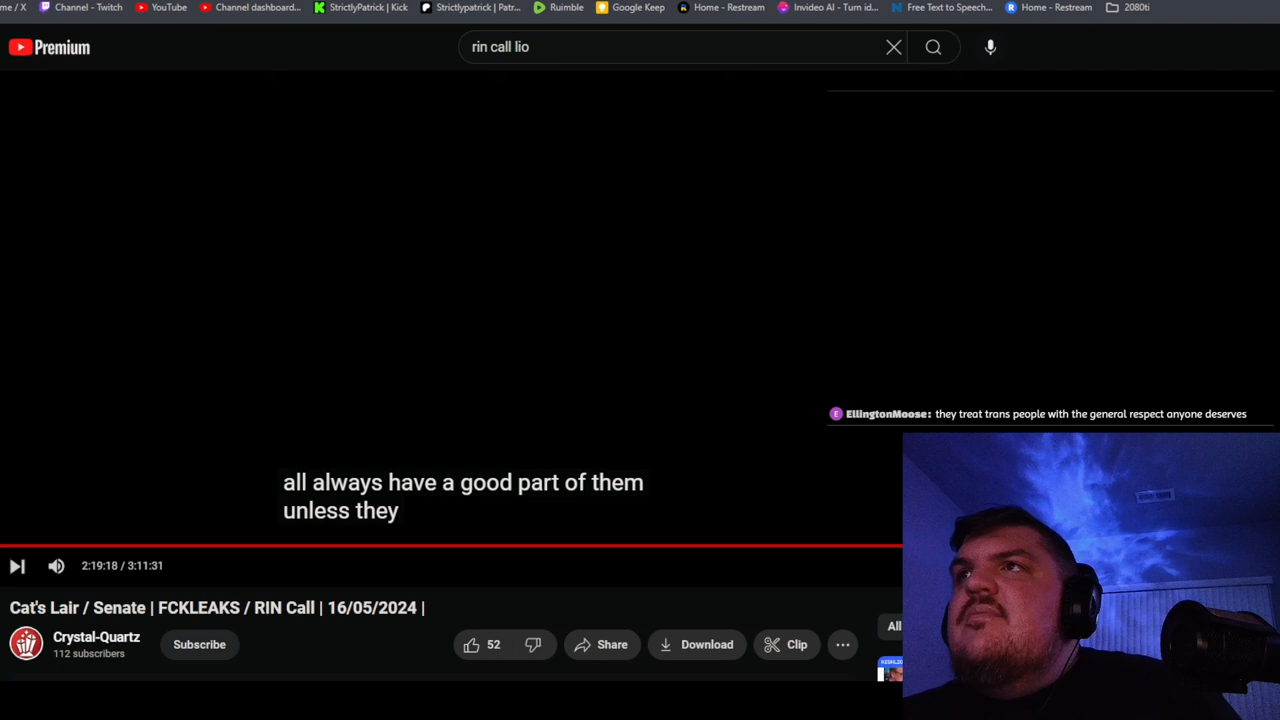 me / X Channel - Twitch YouTube Channel dashboard... StrictlyPatrick | Kick Strictlypatrick | Patr... Rumble Google Keep Home - Restream Invideo AI - Turn id... Free Text to Speech... Home - Restream 2080ti
Premium rin call lio
E EllingtonMoose: they treat trans people with the general respect anyone deserves
all always have a good part of them
unless they
2:19:18 / 3:11:31
Cat's Lair / Senate | FCKLEAKS / RIN Call | 16/05/2024 |
Crystal-Quartz
112 subscribers
Subscribe 52 Share Download Clip
All